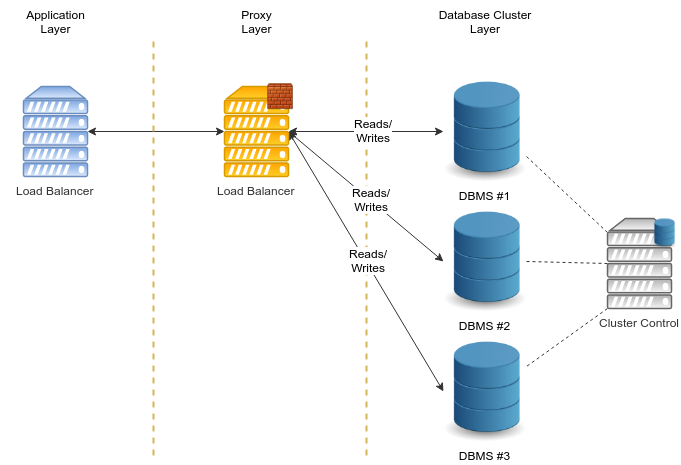 Application
Layer
Proxy
Layer
Database Cluster
Layer
Load Balancer
Load Balancer
Reads/
Writes
Reads/
Writes
Reads/
Writes
DBMS #1
DBMS #2
DBMS #3
Cluster Control